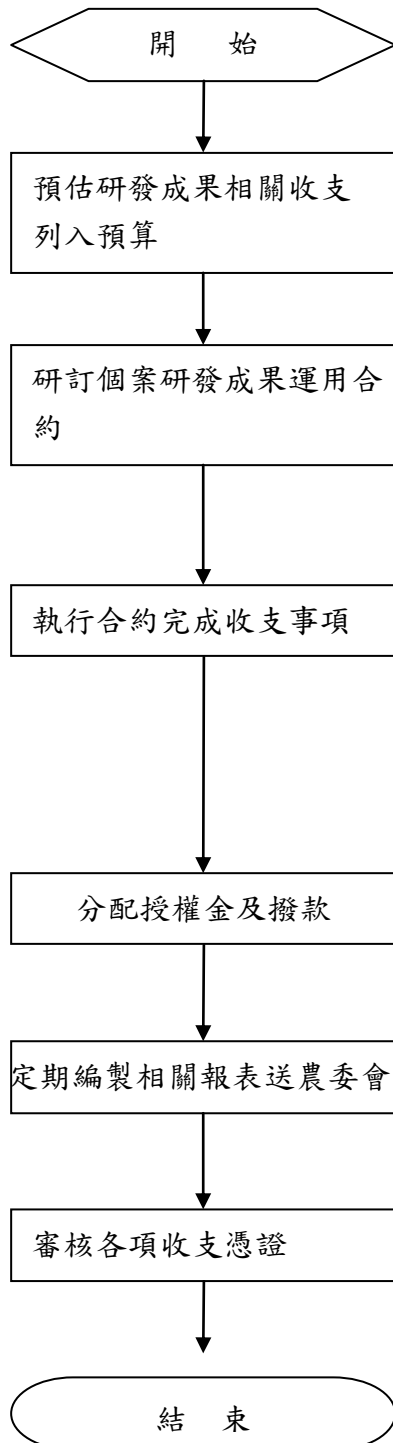 開 始
預估研發成果相關收支
列入預算
研訂個案研發成果運用合
約
執行合約完成收支事項
分配授權金及撥款
定期編製相關報表送農委會
審核各項收支憑證
結 束